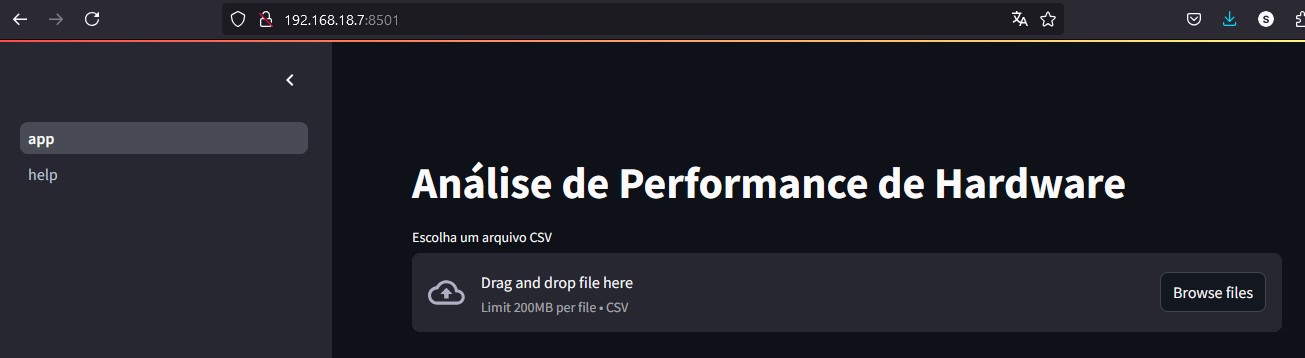 192.168.18.7:8501
S
app
help
Análise de Performance de Hardware
Escolha um arquivo CSV
Drag and drop file here
Limit 200MB per file • CSV
Browse files